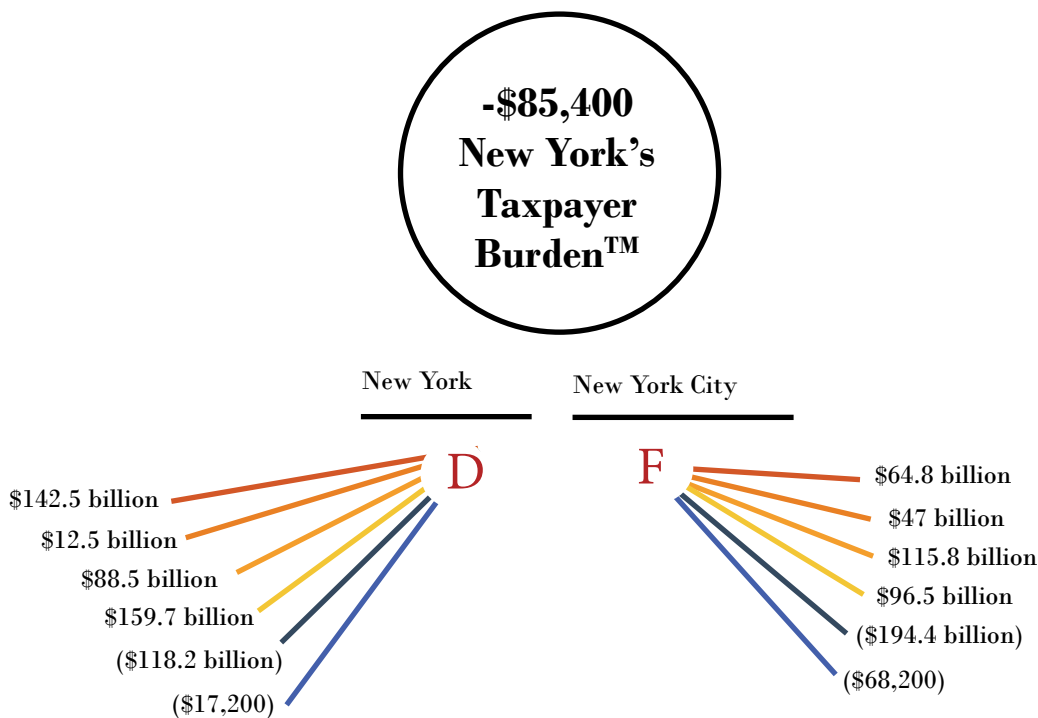 -$85,400
New York’s
Taxpayer
Burden™
New York
New York City
D
F
$142.5 billion
$12.5 billion
$88.5 billion
$159.7 billion
($118.2 billion)
($17,200)
$64.8 billion
$47 billion
$115.8 billion
$96.5 billion
($194.4 billion)
($68,200)